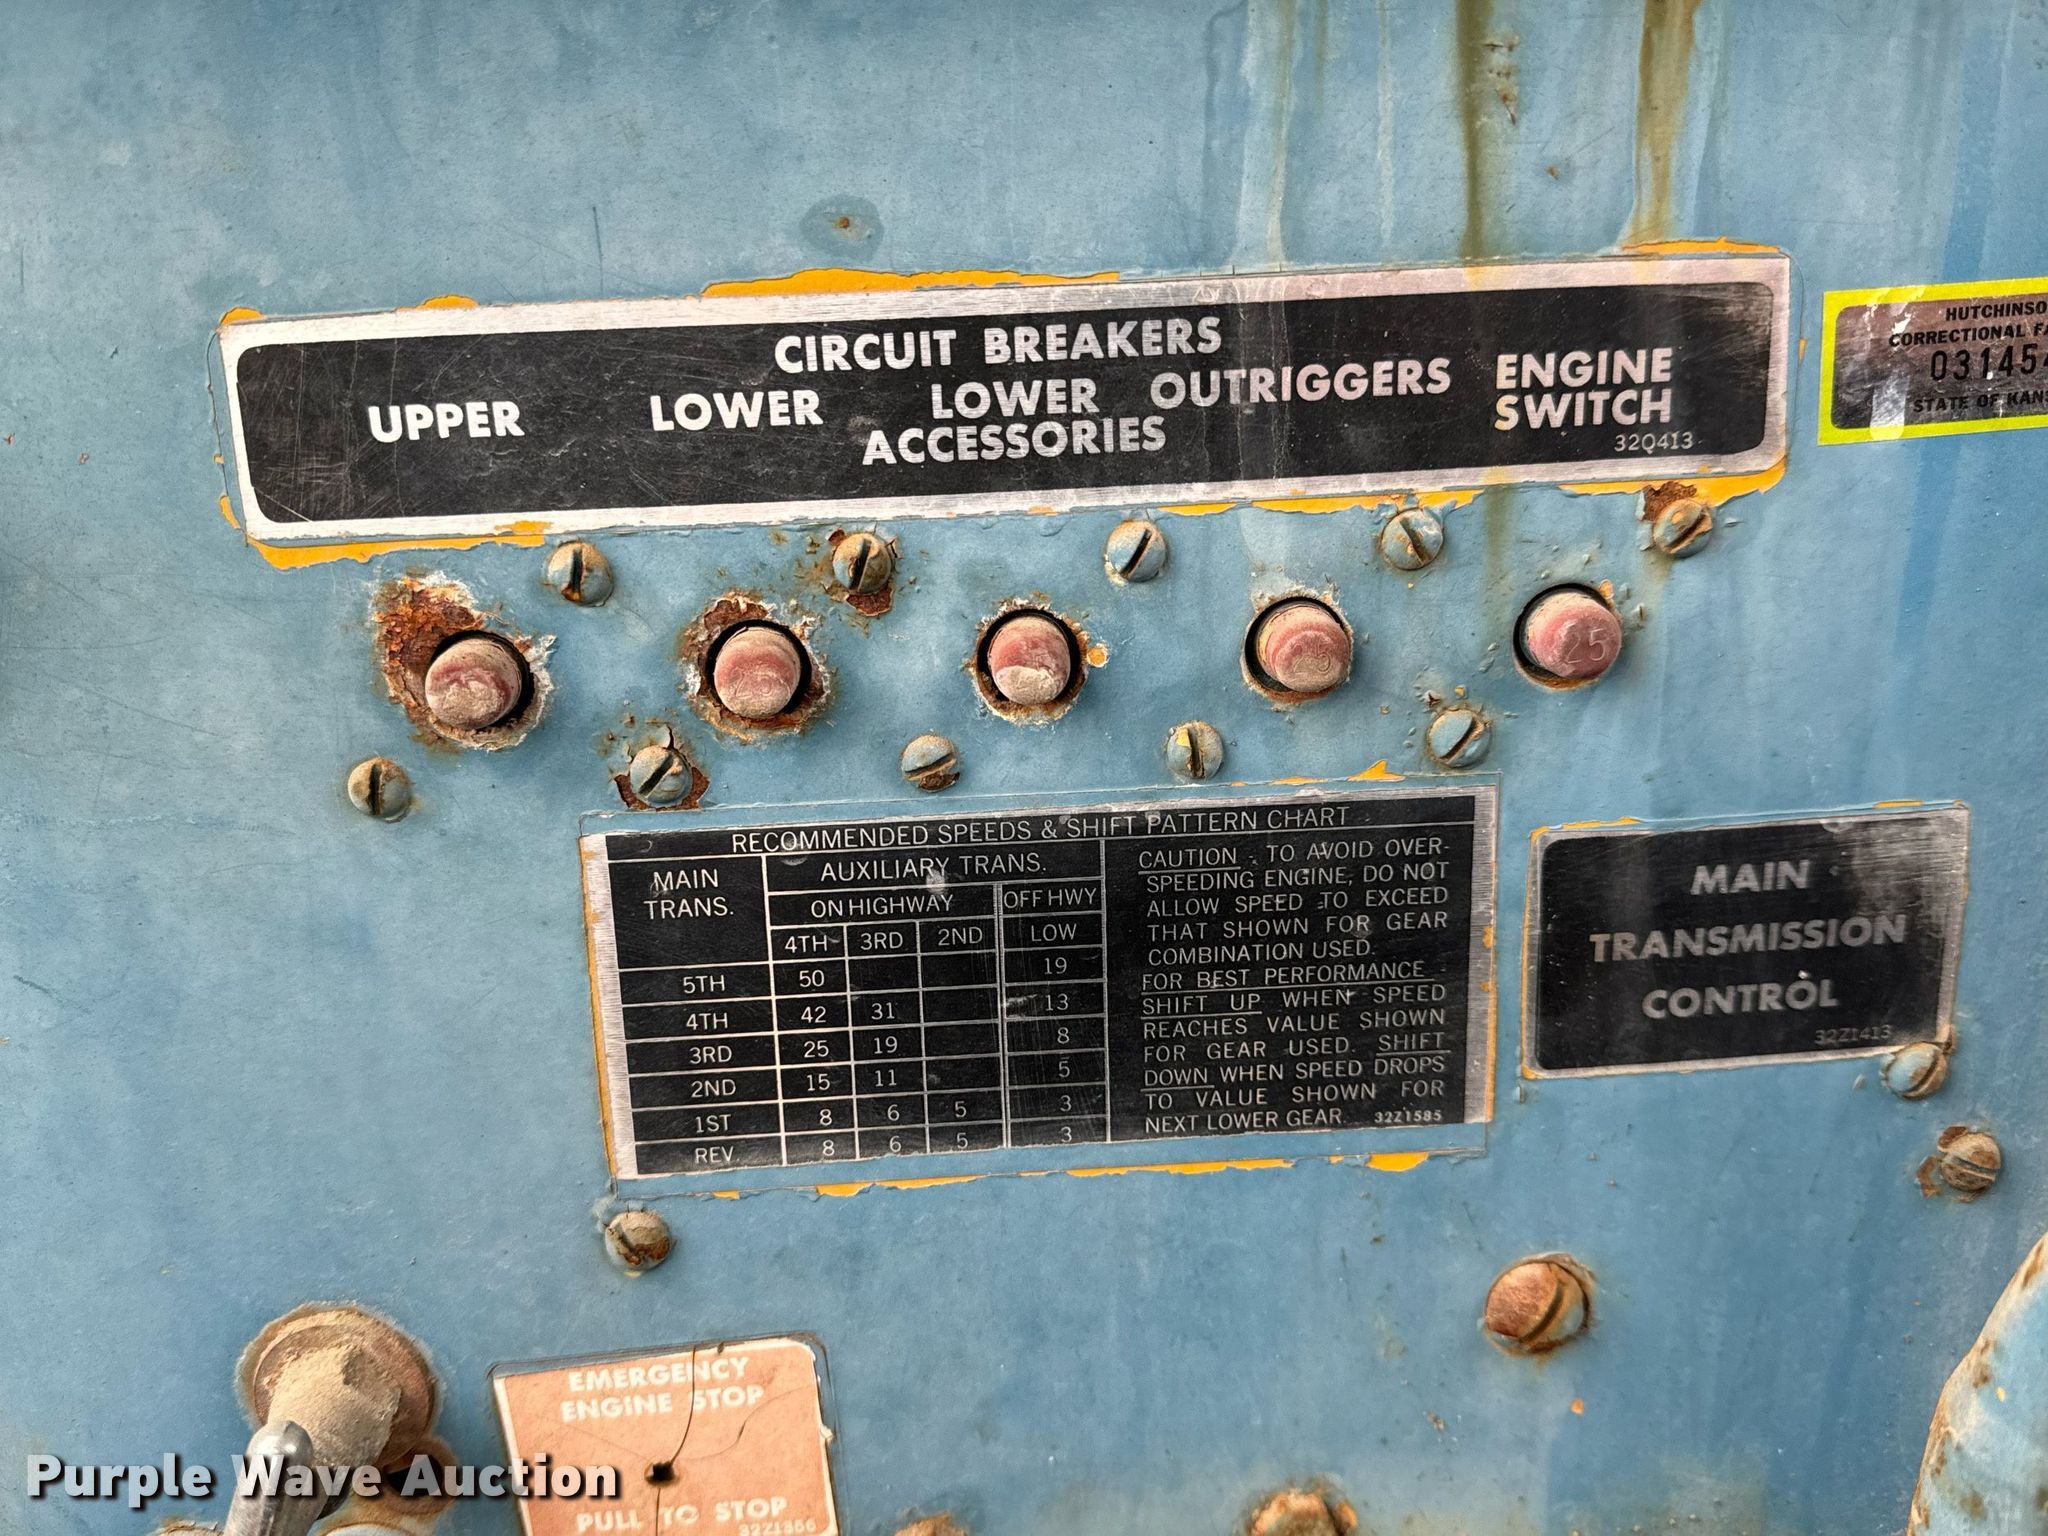 CIRCUIT BREAKERS
UPPER LOWER LOWER ACCESSORIES OUTRIGGERS ENGINE SWITCH
32Q413
HUTCHINSO
CORRECTIONAL FA
03145
STATE OF KANS
25
RECOMMENDED SPEEDS & SHIFT PATTERN CHART
MAIN TRANS. AUXILIARY TRANS.
ON HIGHWAY OFF HWY
4TH 3RD 2ND LOW
5TH 50 19
4TH 42 31 13
3RD 25 19 8
2ND 15 11 5
1ST 8 6 5 3
REV. 8 6 5 3
CAUTION - TO AVOID OVER-
SPEEDING ENGINE, DO NOT
ALLOW SPEED TO EXCEED
THAT SHOWN FOR GEAR
COMBINATION USED.
FOR BEST PERFORMANCE
SHIFT UP WHEN SPEED
REACHES VALUE SHOWN
FOR GEAR USED. SHIFT
DOWN WHEN SPEED DROPS
TO VALUE SHOWN FOR
NEXT LOWER GEAR. 32Z1585
MAIN
TRANSMISSION
CONTROL
32Z1413
EMERGENCY
ENGINE STOP
PULL TO STOP
32Z1366
Purple Wave Auction